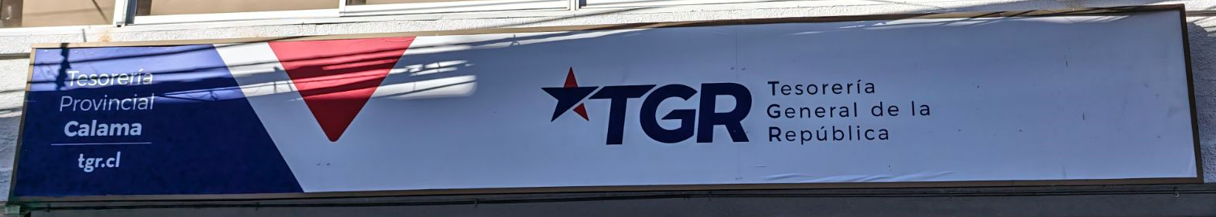 Tesorería
Provincial
Calama
tgr.cl
TGR
Tesorería
General de la
República